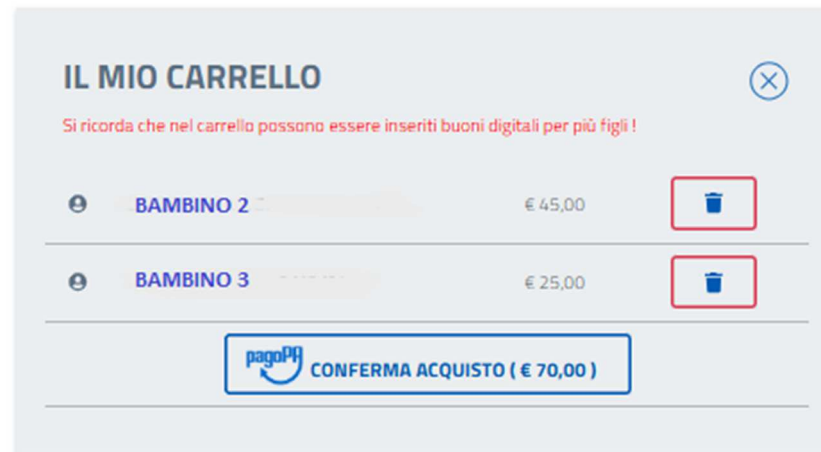 IL MIO CARRELLO
Si ricorda che nel carrello possono essere inseriti buoni digitali per più figli !
BAMBINO 2 € 45,00
BAMBINO 3 € 25,00
pagoPA CONFERMA ACQUISTO ( € 70,00 )